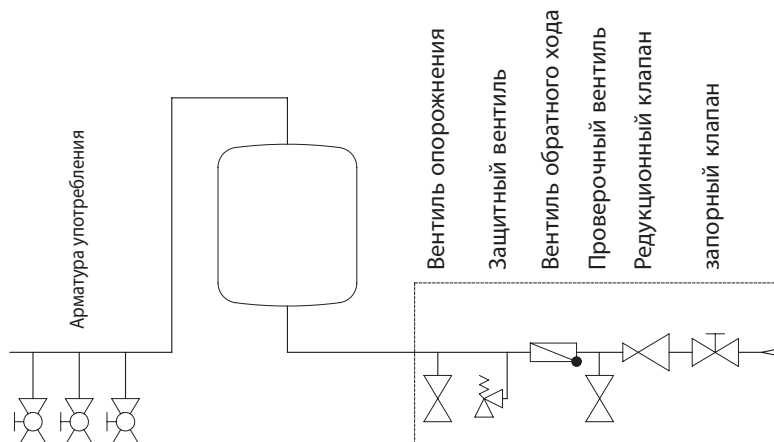 Арматура употребления
Вентиль опорожнения
Защитный вентиль
Вентиль обратного хода
Проверочный вентиль
Редукционный клапан
запорный клапан